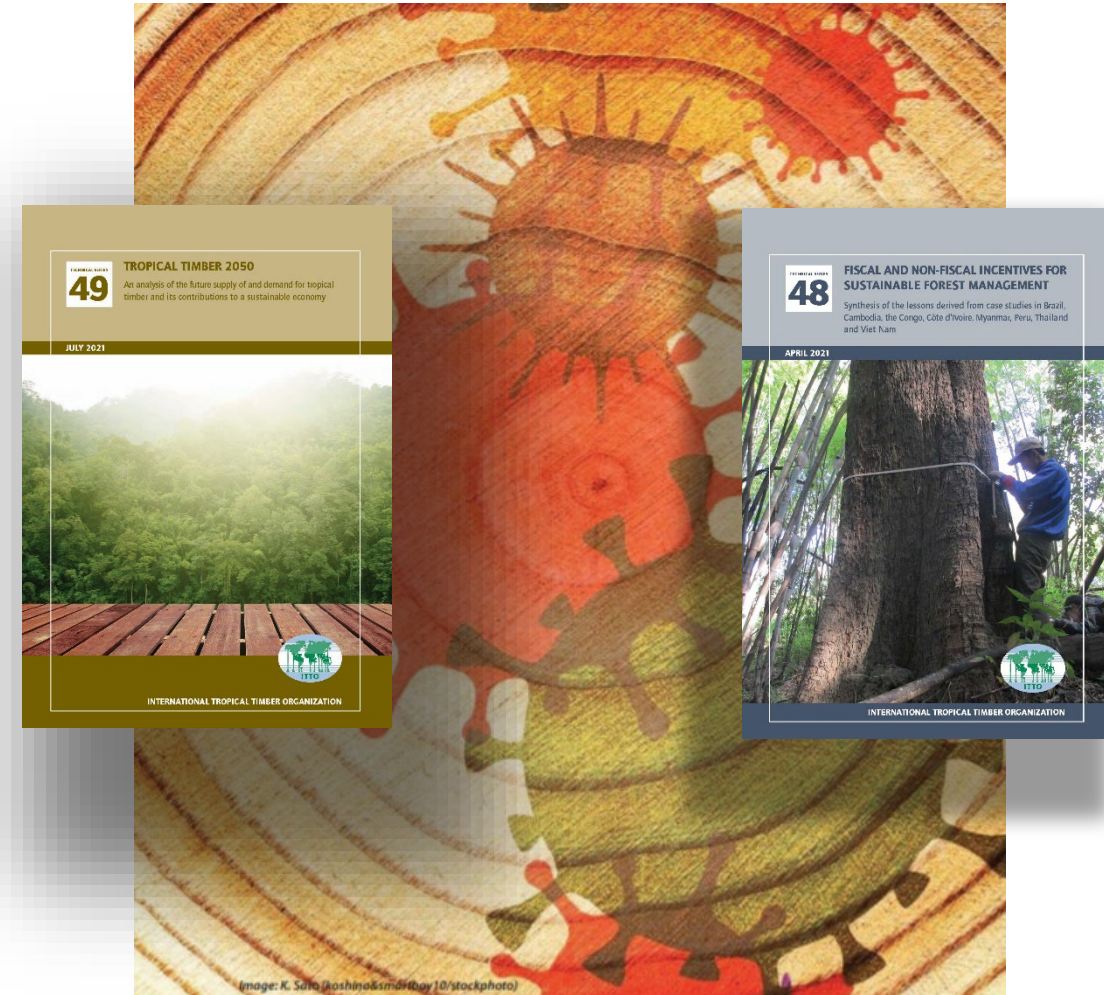 TECHNICAL SERIES
49
TROPICAL TIMBER 2050
An analysis of the future supply of and demand for tropical
timber and its contributions to a sustainable economy
JULY 2021
ITTO
INTERNATIONAL TROPICAL TIMBER ORGANIZATION
TECHNICAL SERIES
48
FISCAL AND NON-FISCAL INCENTIVES FOR
SUSTAINABLE FOREST MANAGEMENT
Synthesis of the lessons derived from case studies in Brazil,
Cambodia, the Congo, Côte d'Ivoire, Myanmar, Peru, Thailand
and Viet Nam
APRIL 2021
ITTO
INTERNATIONAL TROPICAL TIMBER ORGANIZATION
Image: K. Sato (koshino&smartboy10/stockphoto)